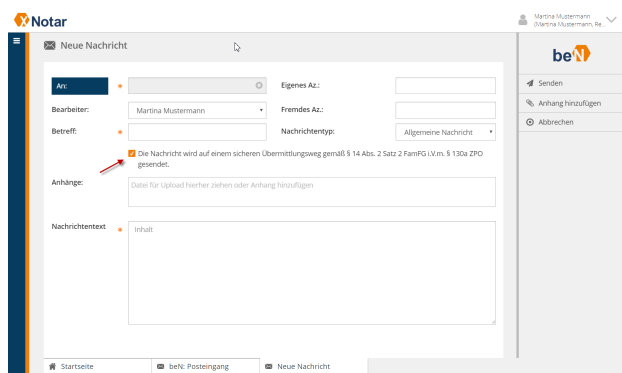 XNotar
Martina Mustermann
(Martina Mustermann, Re...
Neue Nachricht
beN
An: *
Eigenes Az.:
Senden
Bearbeiter: Martina Mustermann
Fremdes Az.:
Anhang hinzufügen
Betreff: *
Nachrichtentyp: Allgemeine Nachricht
Abbrechen
Die Nachricht wird auf einem sicheren Übermittlungsweg gemäß § 14 Abs. 2 Satz 2 FamFG i.V.m. § 130a ZPO
gesendet.
Anhänge: Datei für Upload hierher ziehen oder Anhang hinzufügen
Nachrichtentext * Inhalt
Startseite
beN: Posteingang
Neue Nachricht